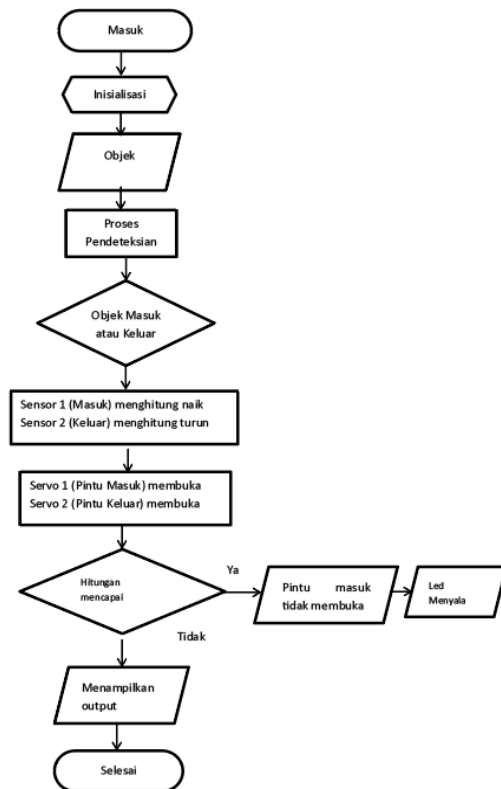 Masuk
Inisialisasi
Objek
Proses
Pendeteksian
Objek Masuk
atau Keluar
Sensor 1 (Masuk) menghitung naik
Sensor 2 (Keluar) menghitung turun
Servo 1 (Pintu Masuk) membuka
Servo 2 (Pintu Keluar) membuka
Hitungan
mencapai
Ya
Pintu masuk
tidak membuka
Led
Menyala
Tidak
Menampilkan
output
Selesai